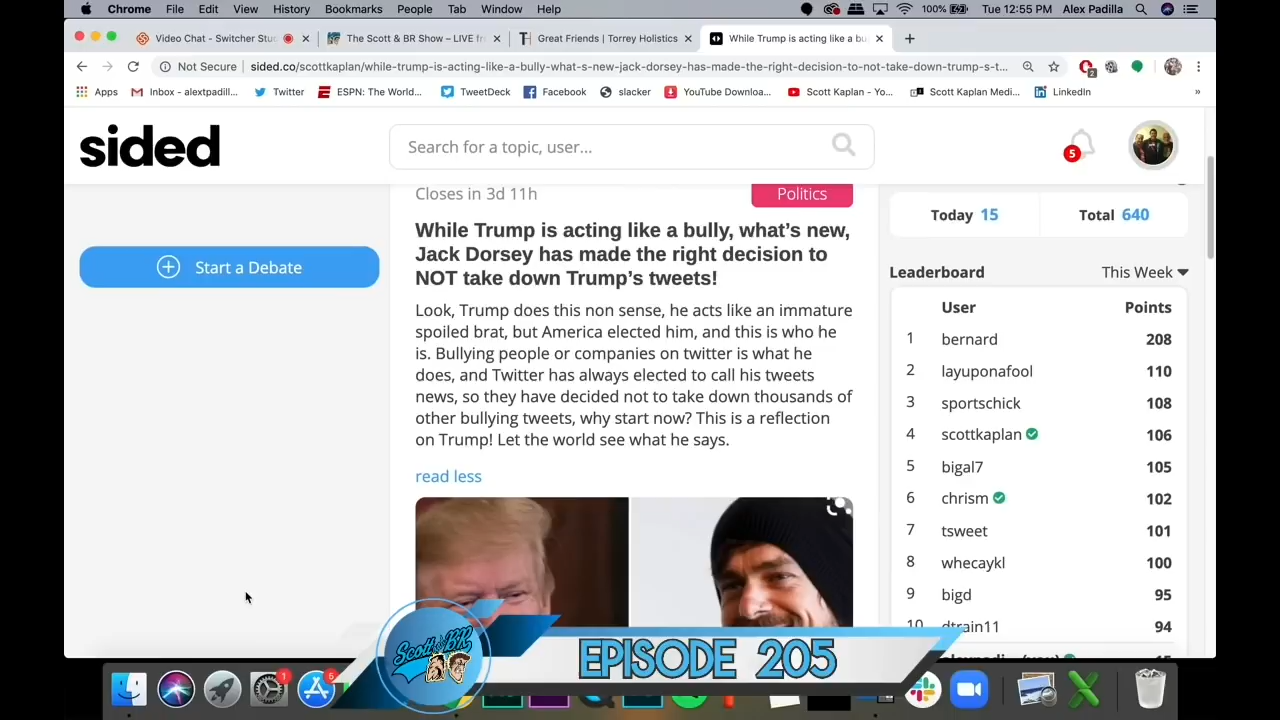 Chrome File Edit View History Bookmarks People Tab Window Help 100% Tue 12:55 PM Alex Padilla
Video Chat - Switcher Stu The Scott & BR Show – LIVE fr Great Friends | Torrey Holistics While Trump is acting like a bu
Not Secure | sided.co/scottkaplan/while-trump-is-acting-like-a-bully-what-s-new-jack-dorsey-has-made-the-right-decision-to-not-take-down-trump-s-t...
Apps Inbox - alextpadill... Twitter ESPN: The World... TweetDeck Facebook slacker YouTube Downloa... Scott Kaplan - Yo... Scott Kaplan Medi... LinkedIn »
sided
Search for a topic, user...
5
Closes in 3d 11h
Politics
Start a Debate
While Trump is acting like a bully, what's new,
Jack Dorsey has made the right decision to
NOT take down Trump's tweets!
Look, Trump does this non sense, he acts like an immature
spoiled brat, but America elected him, and this is who he
is. Bullying people or companies on twitter is what he
does, and Twitter has always elected to call his tweets
news, so they have decided not to take down thousands of
other bullying tweets, why start now? This is a reflection
on Trump! Let the world see what he says.
read less
Today 15 Total 640
Leaderboard This Week
User Points
1 bernard 208
2 layuponafool 110
3 sportschick 108
4 scottkaplan 106
5 bigal7 105
6 chrism 102
7 tsweet 101
8 whecaykl 100
9 bigd 95
10 dtrain11 94
Scott & BR
EPISODE 205
1
6